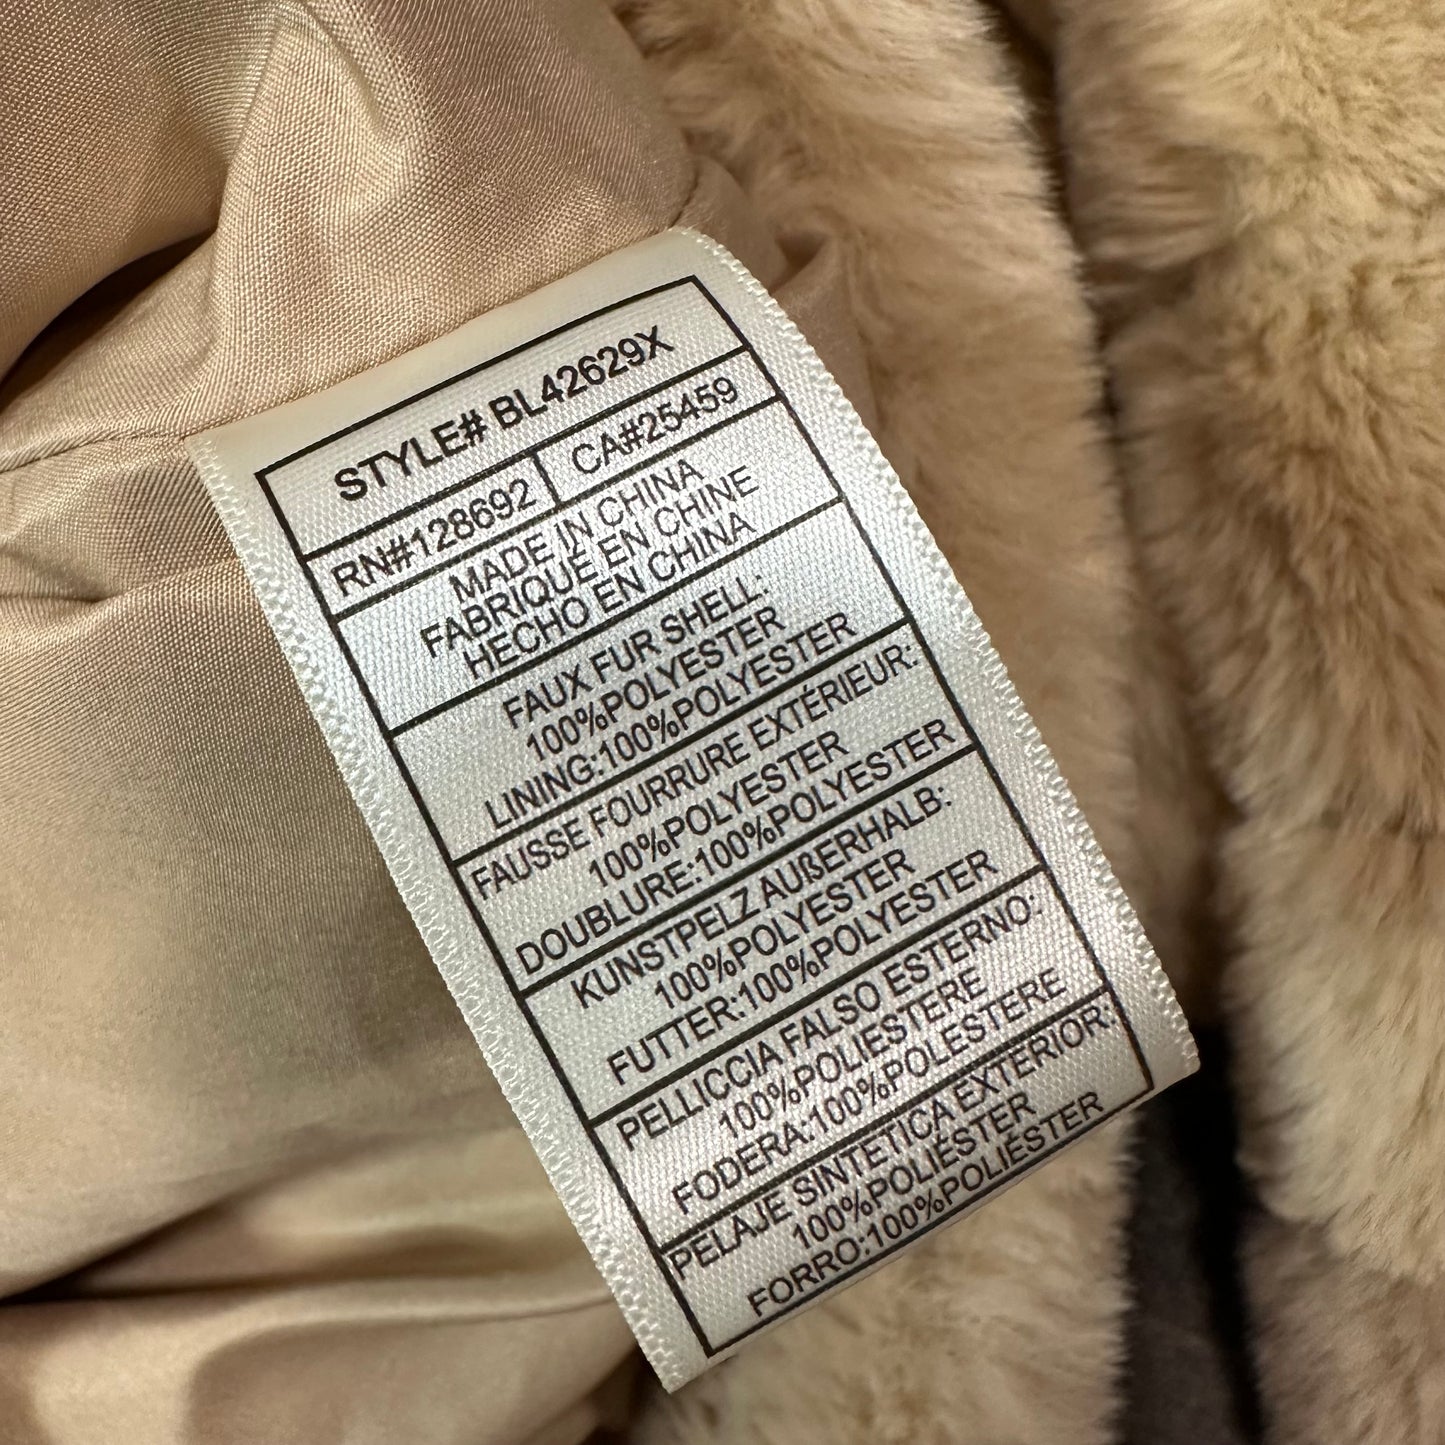 STYLE# BL42629X
RN#128692 CA#25459
MADE IN CHINA
FABRIQUÉ EN CHINE
HECHO EN CHINA
FAUX FUR SHELL:
100%POLYESTER
LINING:100%POLYESTER
FAUSSE FOURRURE EXTÉRIEUR:
100%POLYESTER
DOUBLURE:100%POLYESTER
KUNSTPELZ AUßERHALB:
100%POLYESTER
FUTTER:100%POLYESTER
PELLICCIA FALSO ESTERNO:
100%POLIESTERE
FODERA:100%POLESTERE
PELAJE SINTETICA EXTERIOR:
100%POLIÉSTER
FORRO:100%POLIÉSTER